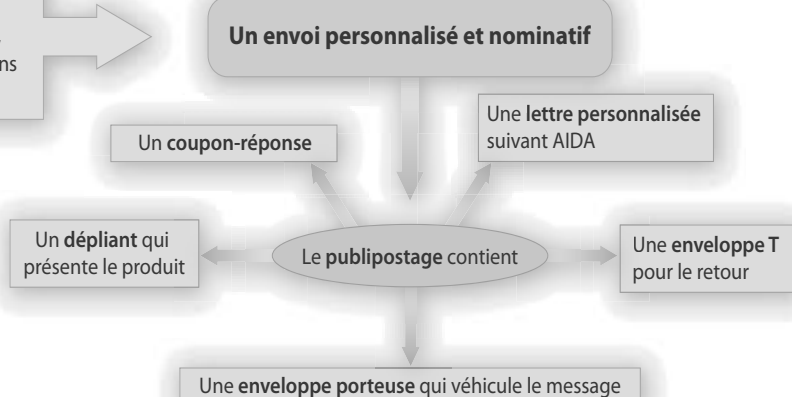 ns
Un envoi personnalisé et nominatif
Une lettre personnalisée
suivant AIDA
Un coupon-réponse
Un dépliant qui
présente le produit
Le publipostage contient
Une enveloppe T
pour le retour
Une enveloppe porteuse qui véhicule le message